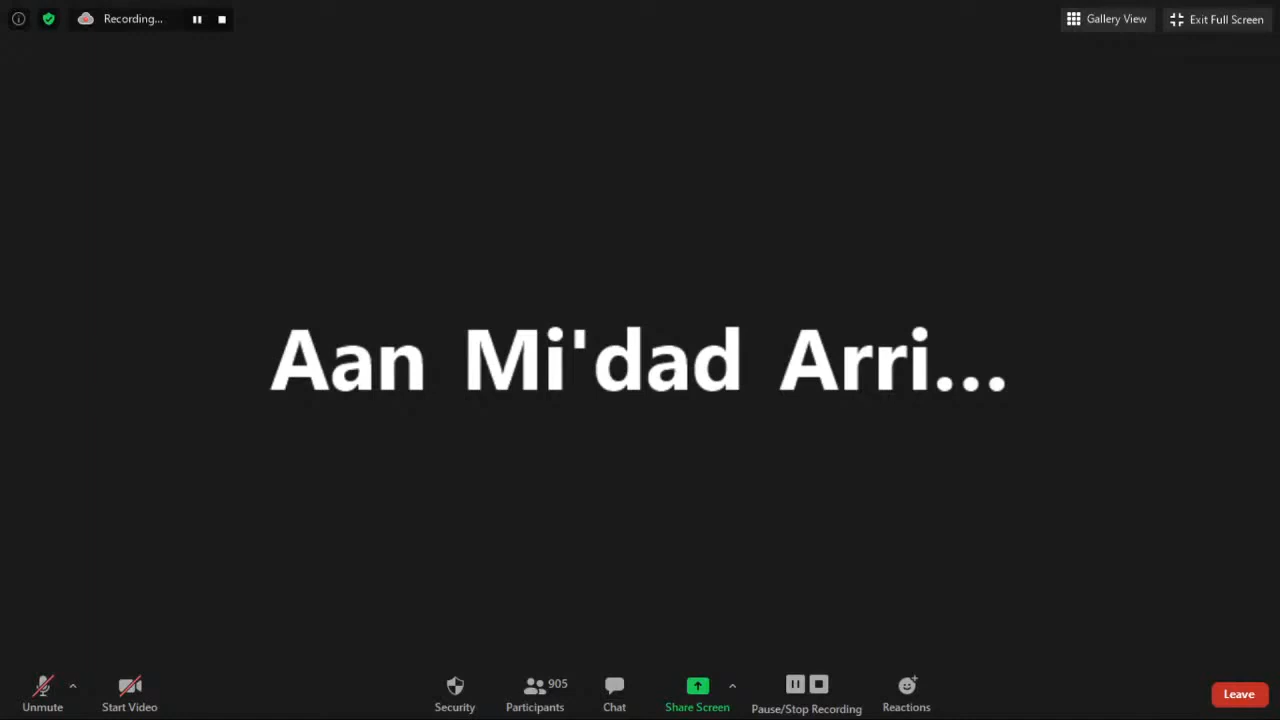 Recording...
Gallery View
Exit Full Screen
Aan Mi'dad Arri...
905
Unmute
Start Video
Security
Participants
Chat
Share Screen
Pause/Stop Recording
Reactions
Leave